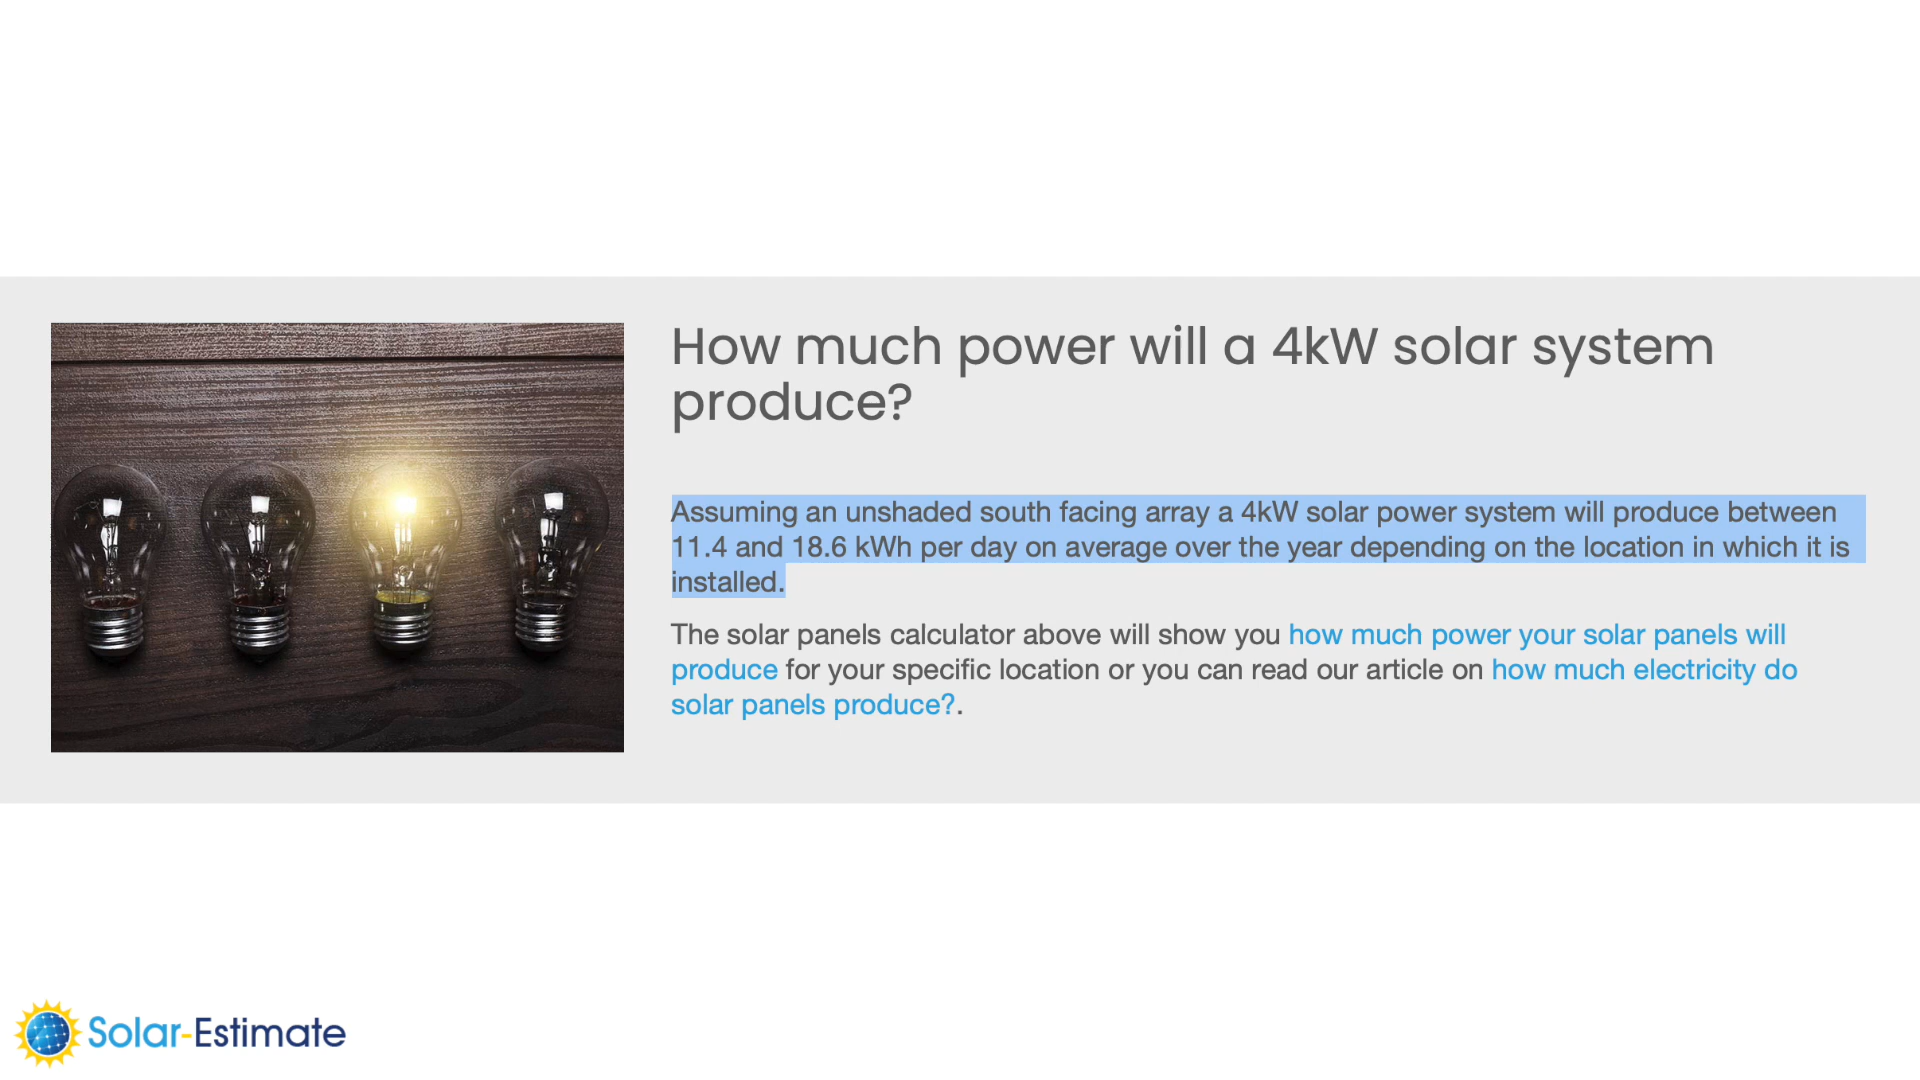 How much power will a 4kW solar system
produce?
Assuming an unshaded south facing array a 4kW solar power system will produce between
11.4 and 18.6 kWh per day on average over the year depending on the location in which it is
installed.
The solar panels calculator above will show you how much power your solar panels will
produce for your specific location or you can read our article on how much electricity do
solar panels produce?.
Solar-Estimate